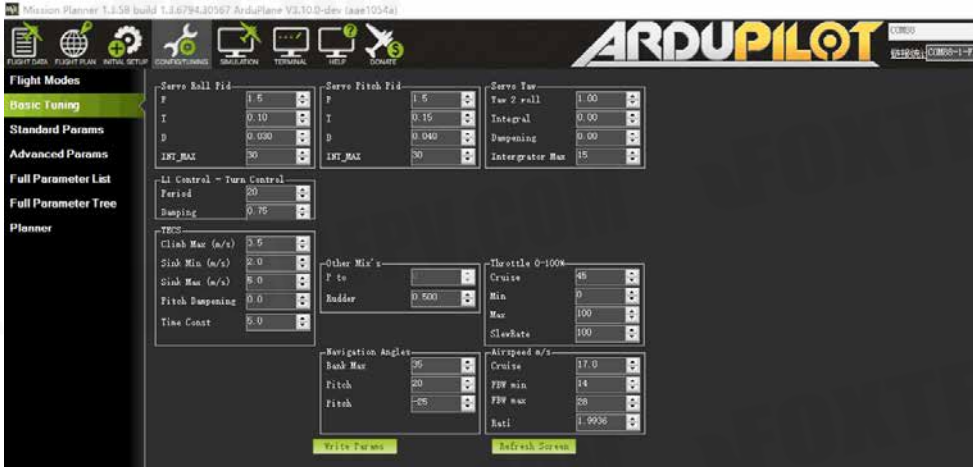 Mission Planner 1.3.59 build 1.3.6794.30567 ArduPlane V3.10.0-dev (aae1054a)
FLIGHT DATA FLIGHT PLAN INITIAL SETUP CONFIG/TUNING SIMULATION TERMINAL HELP DONATE
ARDUPILOT
COM88
COM88-1-F
Flight Modes
Basic Tuning
Standard Params
Advanced Params
Full Parameter List
Full Parameter Tree
Planner
Servo Roll Pid
P 1.5
I 0.10
D 0.030
INT_MAX 30
Servo Pitch Pid
P 1.5
I 0.15
D 0.040
INT_MAX 30
Servo Yaw
Yaw 2 roll 1.00
Integral 0.00
Dampening 0.00
Intergrator Max 15
L1 Control - Turn Control
Period 20
Damping 0.75
TECS
Climb Max (m/s) 3.5
Sink Min (m/s) 2.0
Sink Max (m/s) 5.0
Pitch Dampening 0.0
Time Const 5.0
Other Mix's
P to
Rudder 0.500
Throttle 0-100%
Cruise 45
Min 0
Max 100
SlewRate 100
Navigation Angles
Bank Max 35
Pitch 20
Pitch -25
Airspeed m/s
Cruise 17.0
FBW min 14
FBW max 28
Rati 1.9936
Write Params
Refresh Screen